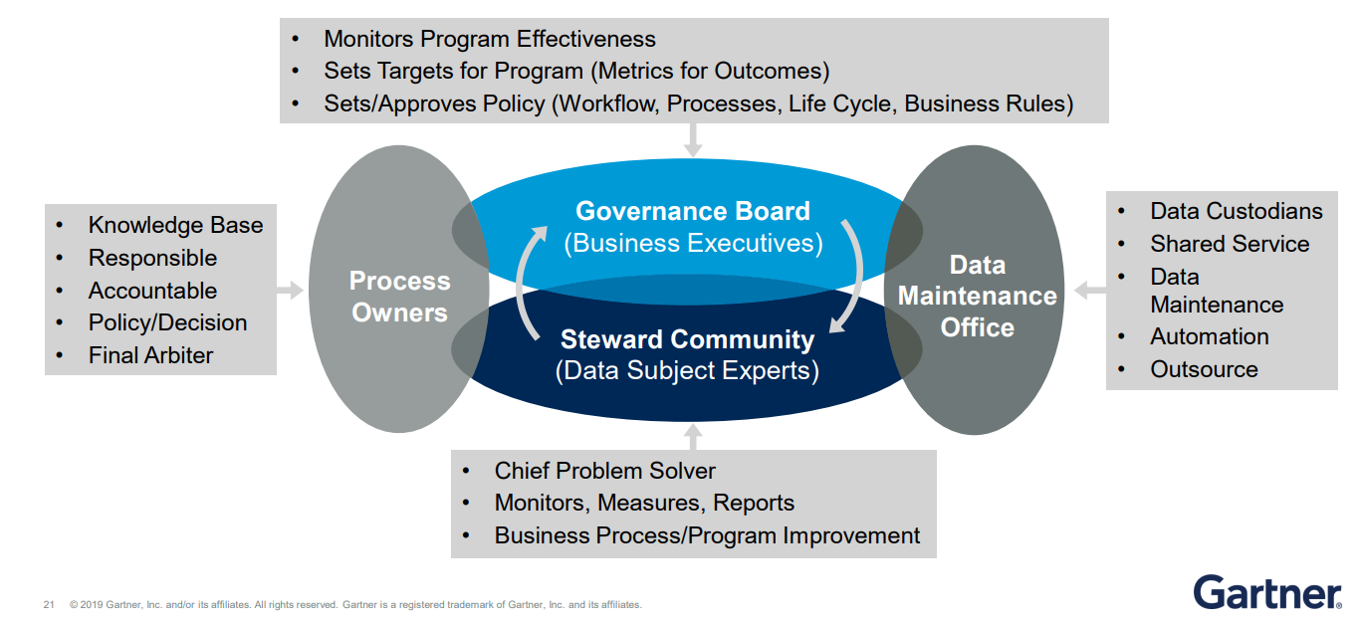 • Monitors Program Effectiveness
• Sets Targets for Program (Metrics for Outcomes)
• Sets/Approves Policy (Workflow, Processes, Life Cycle, Business Rules)
• Knowledge Base
• Responsible
• Accountable
• Policy/Decision
• Final Arbiter
Process
Owners
Governance Board
(Business Executives)
Steward Community
(Data Subject Experts)
Data
Maintenance
Office
• Data Custodians
• Shared Service
• Data
Maintenance
• Automation
• Outsource
• Chief Problem Solver
• Monitors, Measures, Reports
• Business Process/Program Improvement
21 © 2019 Gartner, Inc. and/or its affiliates. All rights reserved. Gartner is a registered trademark of Gartner, Inc. and its affiliates.
Gartner®